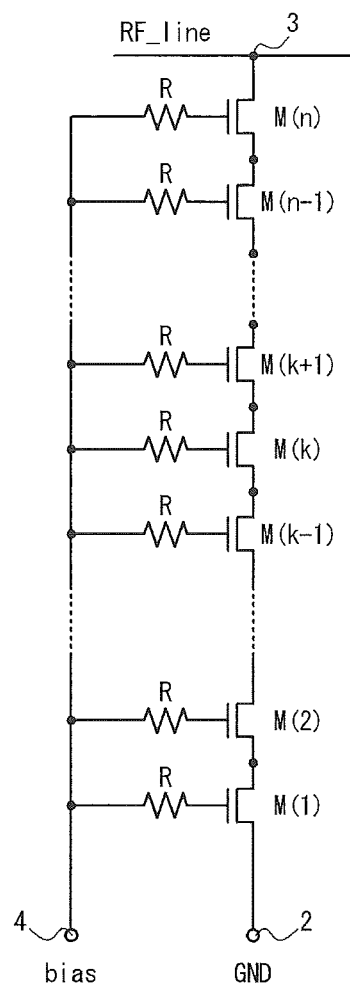 RF_line
3
R
M(n)
R
M(n-1)
R
M(k+1)
R
M(k)
R
M(k-1)
R
M(2)
R
M(1)
4
2
bias
GND